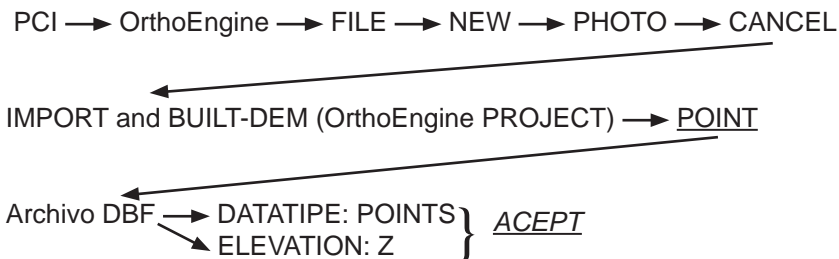 PCI → OrthoEngine → FILE → NEW → PHOTO → CANCEL
IMPORT and BUILT-DEM (OrthoEngine PROJECT) → POINT
Archivo DBF → DATATIPE: POINTS } ACEPT
ELEVATION: Z